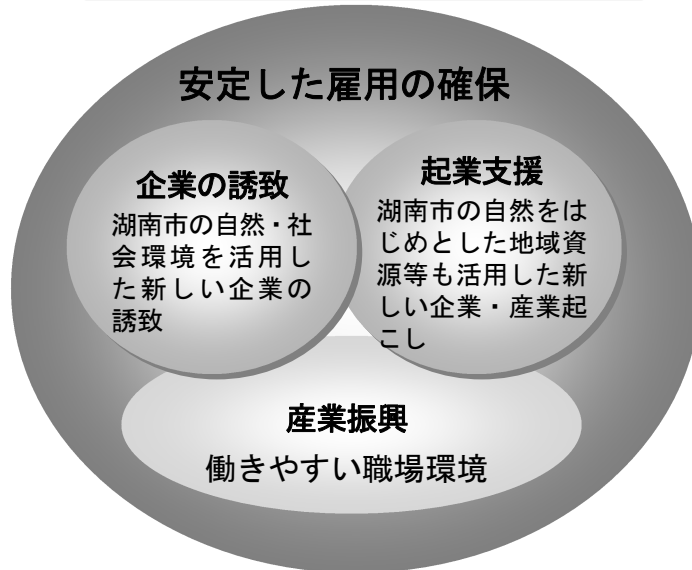 安定した雇用の確保
企業の誘致
湖南市の自然・社
会環境を活用し
た新しい企業の
誘致
起業支援
湖南市の自然をは
じめとした地域資
源等も活用した新
しい企業・産業起
こし
産業振興
働きやすい職場環境